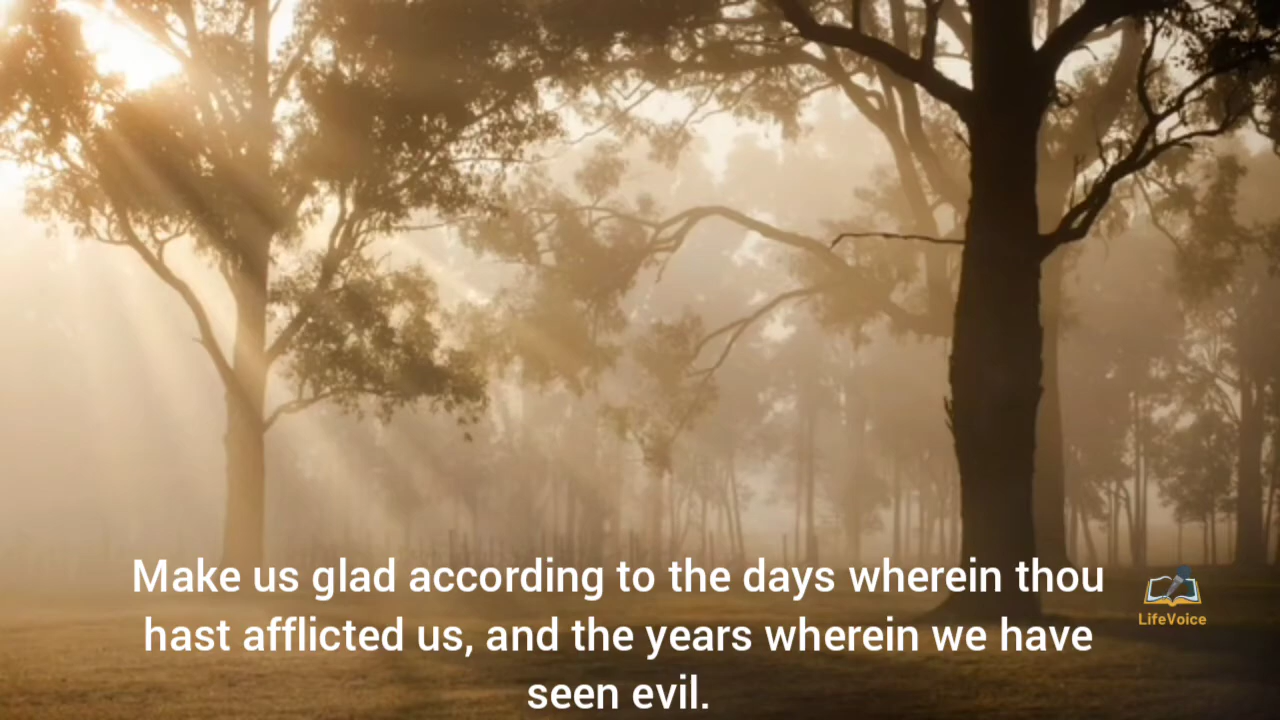 Make us glad according to the days wherein thou
hast afflicted us, and the years wherein we have
seen evil.
LifeVoice